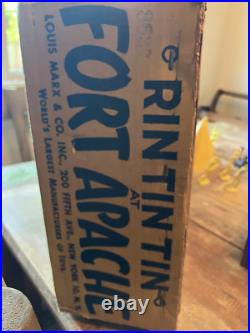 RIN TIN TIN
AT
FORT APACHE
LOUIS MARX & CO. INC., 200 FIFTH AVE., NEW YORK 10, N.Y.
WORLD'S LARGEST MANUFACTURERS OF TOYS